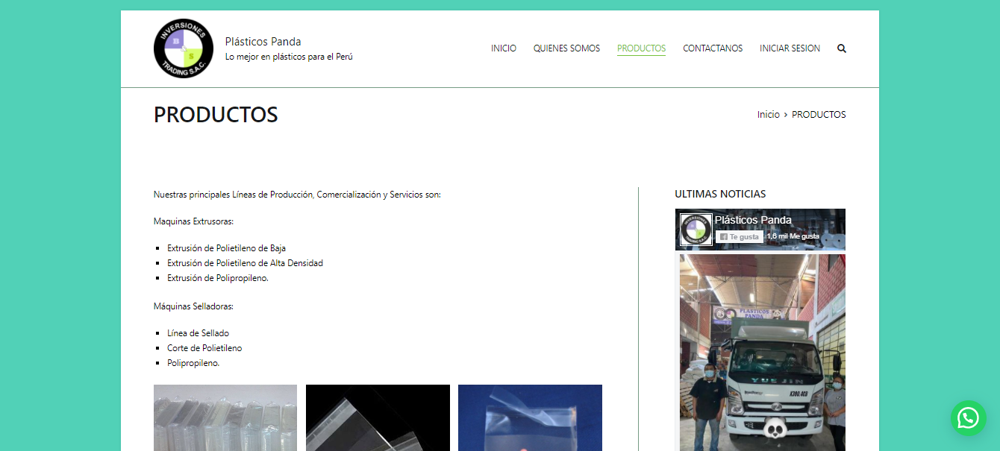 INVERSIONES
B
S
TRADING S.A.C.
Plásticos Panda
Lo mejor en plásticos para el Perú
INICIO
QUIENES SOMOS
PRODUCTOS
CONTACTANOS
INICIAR SESION
PRODUCTOS
Inicio › PRODUCTOS
Nuestras principales Líneas de Producción, Comercialización y Servicios son:
Maquinas Extrusoras:
Extrusión de Polietileno de Baja
Extrusión de Polietileno de Alta Densidad
Extrusión de Polipropileno.
Máquinas Selladoras:
Línea de Sellado
Corte de Polietileno
Polipropileno.
ULTIMAS NOTICIAS
Plásticos Panda
Te gusta
1,6 mil Me gusta
PLASTICOS
PANDA
YUEJIN